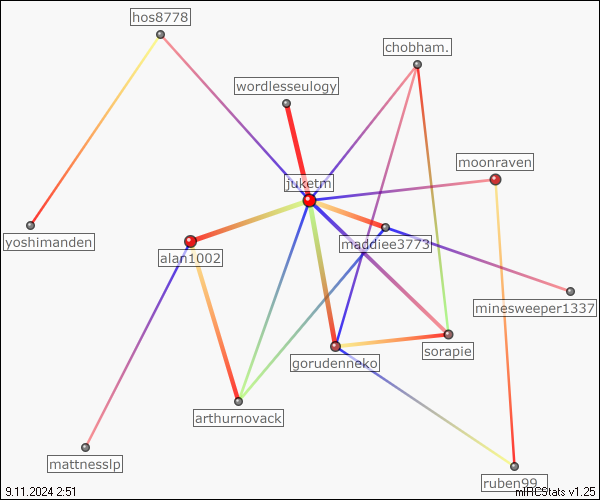 hos8778
chobham.
wordlesseulogy
moonraven
juketm
yoshimanden
maddiee3773
alan1002
minesweeper1337
sorapie
gorudenneko
arthurnovack
mattnesslp
ruben99_
9.11.2024 2:51
mIRCStats v1.25